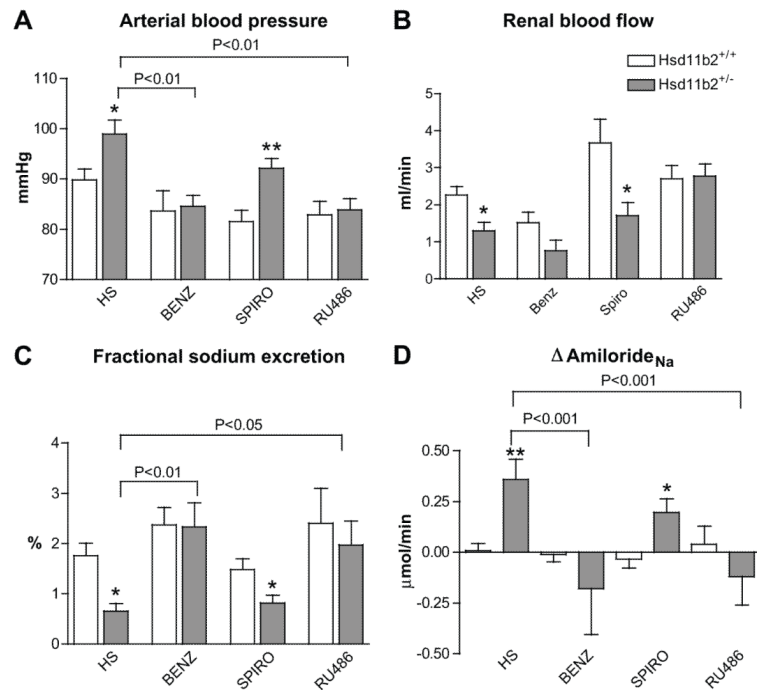 A Arterial blood pressure
P<0.01
P<0.01
110
100
90
80
70
mmHg
*
**
HS
BENZ
SPIRO
RU486
B Renal blood flow
Hsd11b2+/+
Hsd11b2+/-
5
4
3
2
1
0
ml/min
*
*
HS
Benz
Spiro
RU486
C Fractional sodium excretion
P<0.05
P<0.01
4
3
2
1
0
%
*
*
HS
BENZ
SPIRO
RU486
D Δ AmilorideNa
P<0.001
P<0.001
0.50
0.25
0.00
-0.25
-0.50
μmol/min
**
*
HS
BENZ
SPIRO
RU486